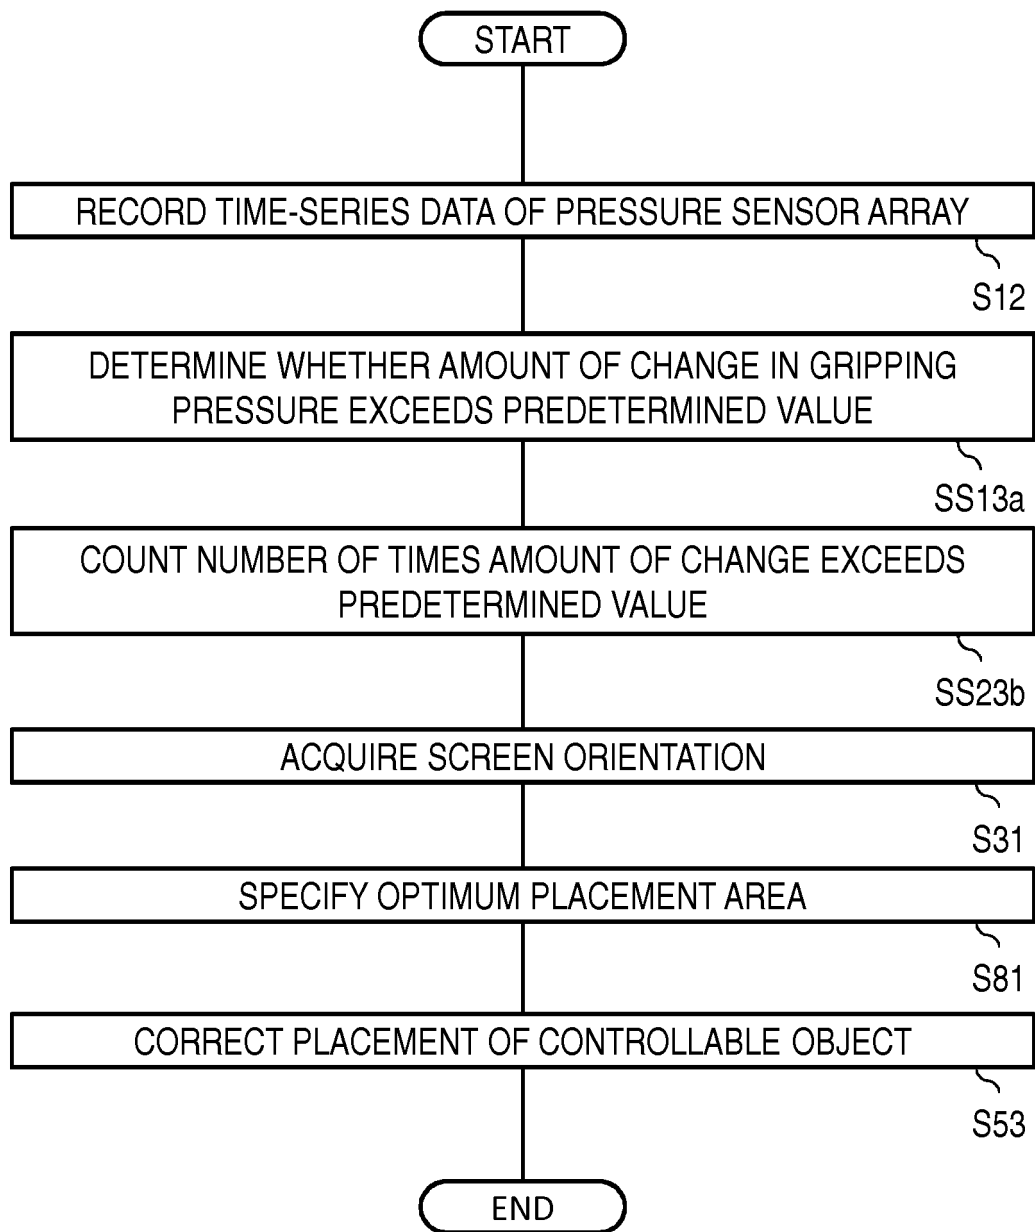 START
RECORD TIME-SERIES DATA OF PRESSURE SENSOR ARRAY
S12
DETERMINE WHETHER AMOUNT OF CHANGE IN GRIPPING
PRESSURE EXCEEDS PREDETERMINED VALUE
SS13a
COUNT NUMBER OF TIMES AMOUNT OF CHANGE EXCEEDS
PREDETERMINED VALUE
SS23b
ACQUIRE SCREEN ORIENTATION
S31
SPECIFY OPTIMUM PLACEMENT AREA
S81
CORRECT PLACEMENT OF CONTROLLABLE OBJECT
S53
END